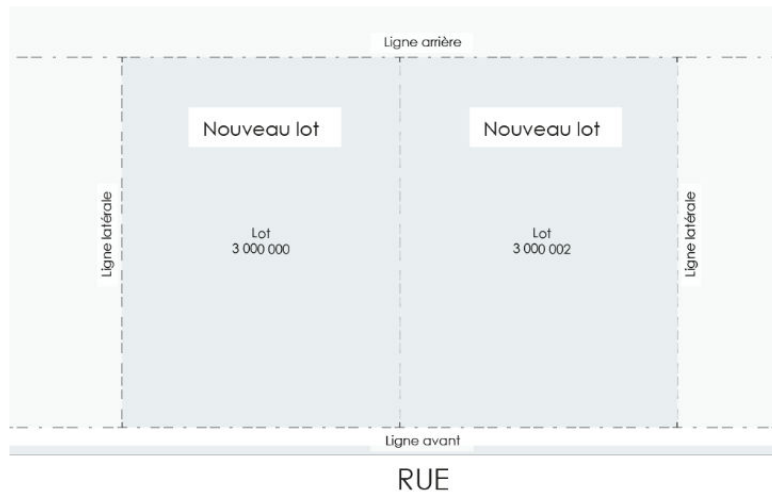 Ligne arrière
Nouveau lot
Nouveau lot
Ligne latérale
Lot
3 000 000
Lot
3 000 002
Ligne latérale
Ligne avant
RUE